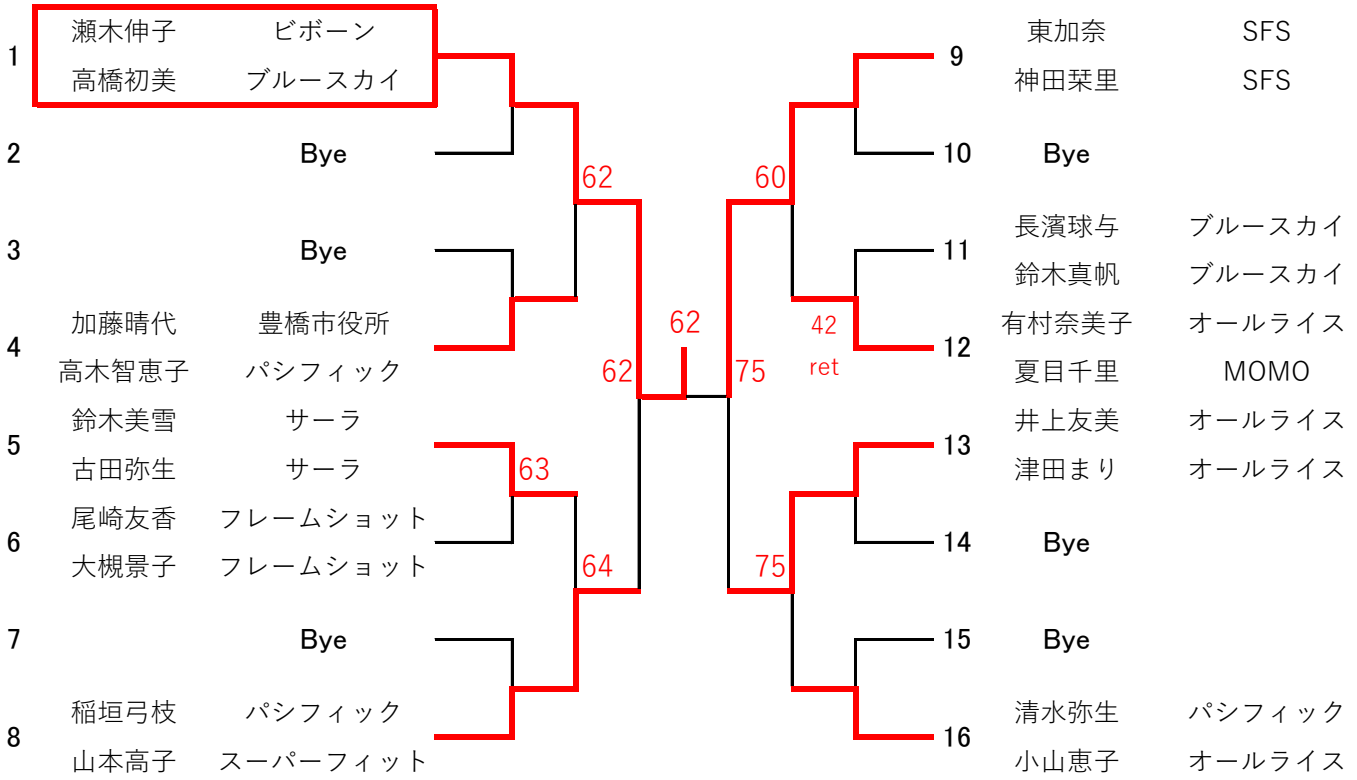 瀬木伸子 ビボーン
1
高橋初美 ブルースカイ
2 Bye
62
3 Bye
加藤晴代 豊橋市役所
4
高木智恵子 パシフィック
62
62
鈴木美雪 サーラ
5
古田弥生 サーラ
63
尾崎友香 フレームショット
6
大槻景子 フレームショット
64
7 Bye
稲垣弓枝 パシフィック
8
山本高子 スーパーフィット
東加奈 SFS
9
神田栞里 SFS
10 Bye
60
長濱球与 ブルースカイ
11
鈴木真帆 ブルースカイ
42
ret
有村奈美子 オールライス
12
夏目千里 MOMO
75
井上友美 オールライス
13
津田まり オールライス
14 Bye
75
15 Bye
清水弥生 パシフィック
16
小山恵子 オールライス